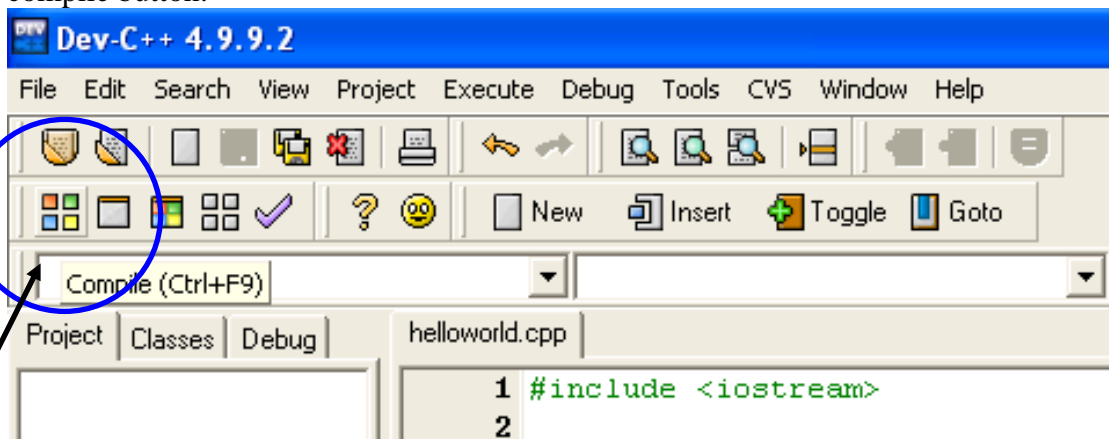 Dev-C++ 4.9.9.2
File Edit Search View Project Execute Debug Tools CVS Window Help
New Insert Toggle Goto
Compile (Ctrl+F9)
Project Classes Debug helloworld.cpp
1 #include <iostream>
2